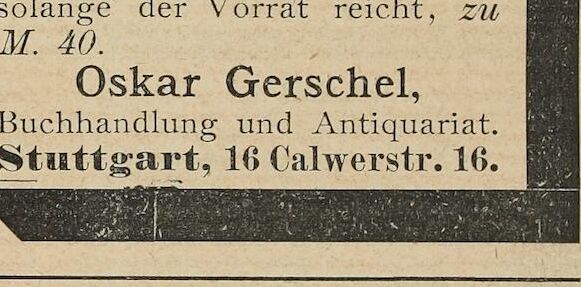 solange der Vorrat reicht, zu
M. 40.
Oskar Gerschel,
Buchhandlung und Antiquariat.
Stuttgart, 16 Calwerstr. 16.